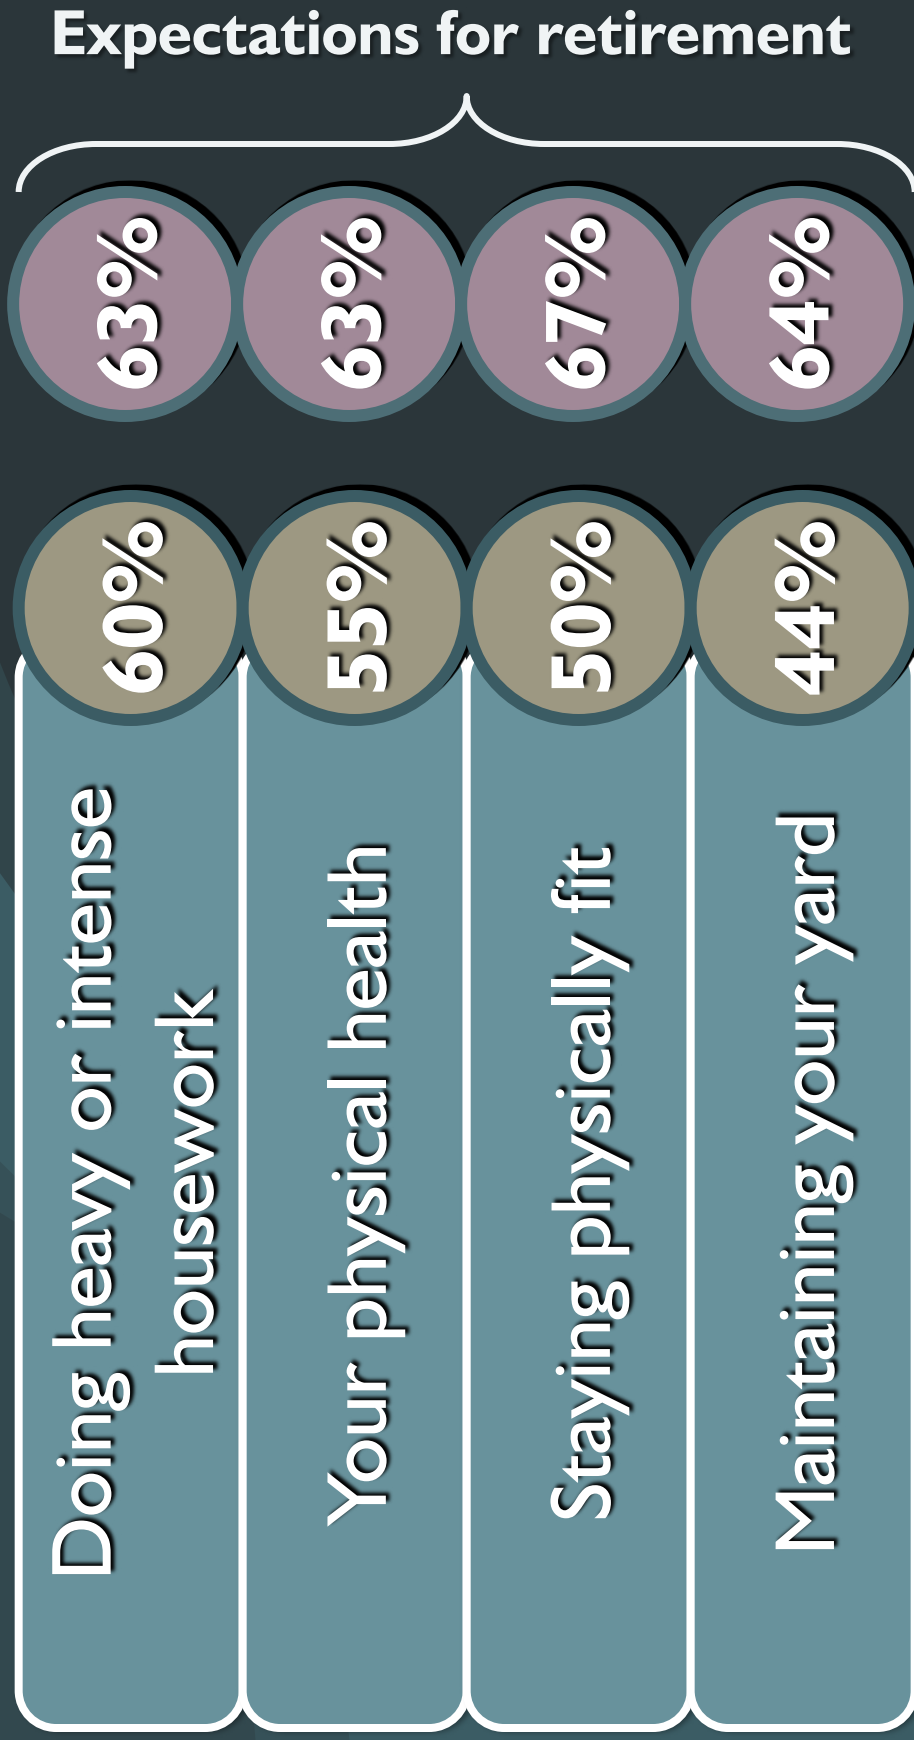 Expectations for retirement
63%
63%
67%
64%
60%
55%
50%
44%
Doing heavy or intense
housework
Your physical health
Staying physically fit
Maintaining your yard